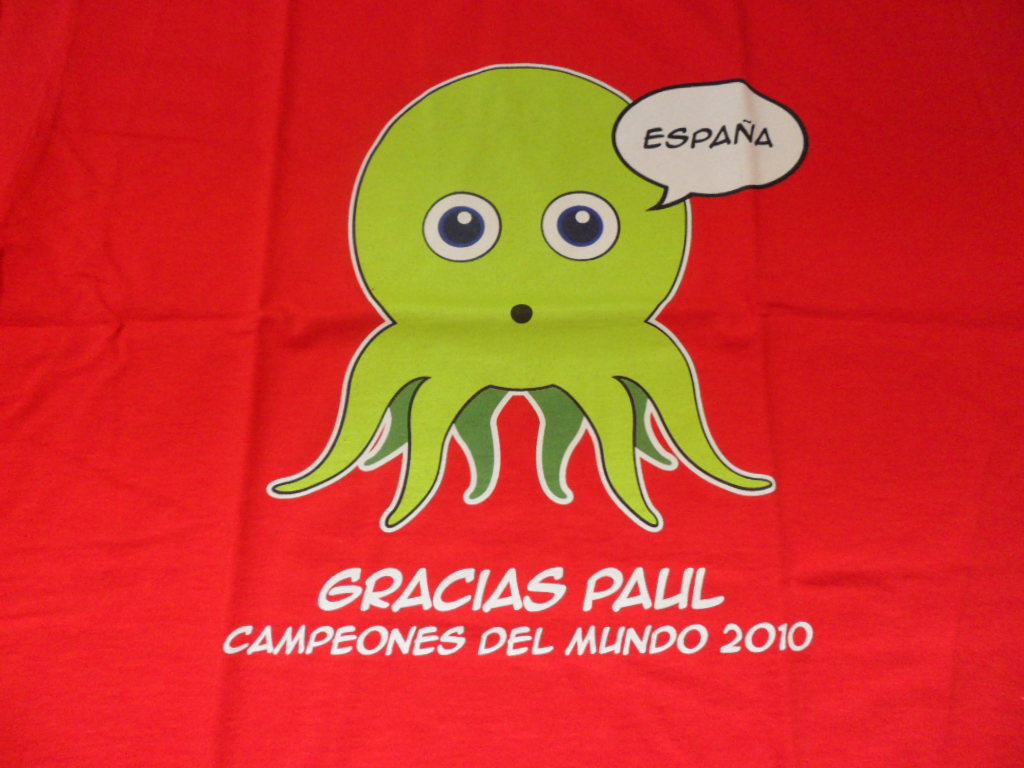 ESPAÑA
GRACIAS PAUL
CAMPEONES DEL MUNDO 2010